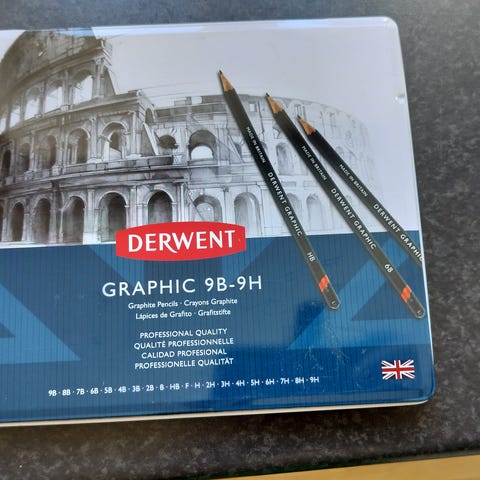 MADE IN BRITAIN
DERWENT GRAPHIC
HB
MADE IN BRITAIN
DERWENT GRAPHIC
6B
MADE IN BRITAIN
DERWENT GRAPHIC
DERWENT
GRAPHIC 9B-9H
Graphite Pencils · Crayons Graphite
Lápices de Grafito · Grafitstifte
PROFESSIONAL QUALITY
QUALITÉ PROFESSIONNELLE
CALIDAD PROFESIONAL
PROFESSIONELLE QUALITÄT
9B · 8B · 7B · 6B · 5B · 4B · 3B · 2B · B · HB · F · H · 2H · 3H · 4H · 5H · 6H · 7H · 8H · 9H